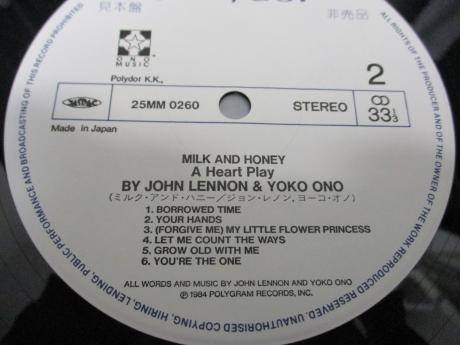 見本盤
非売品
ONO
MUSIC
Polydor K.K.,
2
25MM 0260
STEREO
33 1/3
Made in Japan
MILK AND HONEY
A Heart Play
BY JOHN LENNON & YOKO ONO
(ミルク・アンド・ハニー/ジョン・レノン, ヨーコ・オノ)
1. BORROWED TIME
2. YOUR HANDS
3. (FORGIVE ME) MY LITTLE FLOWER PRINCESS
4. LET ME COUNT THE WAYS
5. GROW OLD WITH ME
6. YOU'RE THE ONE
ALL WORDS AND MUSIC BY JOHN LENNON AND YOKO ONO
Ⓟ1984 POLYGRAM RECORDS, INC.
ALL RIGHTS OF THE PRODUCER AND OF THE OWNER OF THE WORK REPRODUCED RESERVED. UNAUTHORISED COPYING, HIRING, LENDING, PUBLIC PERFORMANCE AND BROADCASTING OF THIS RECORD PROHIBITED